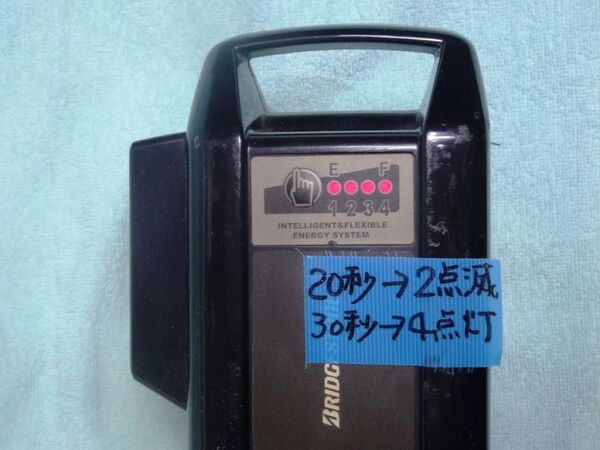 E F
1 2 3 4
INTELLIGENT&FLEXIBLE
ENERGY SYSTEM
20秒→2点滅
30秒→4点灯